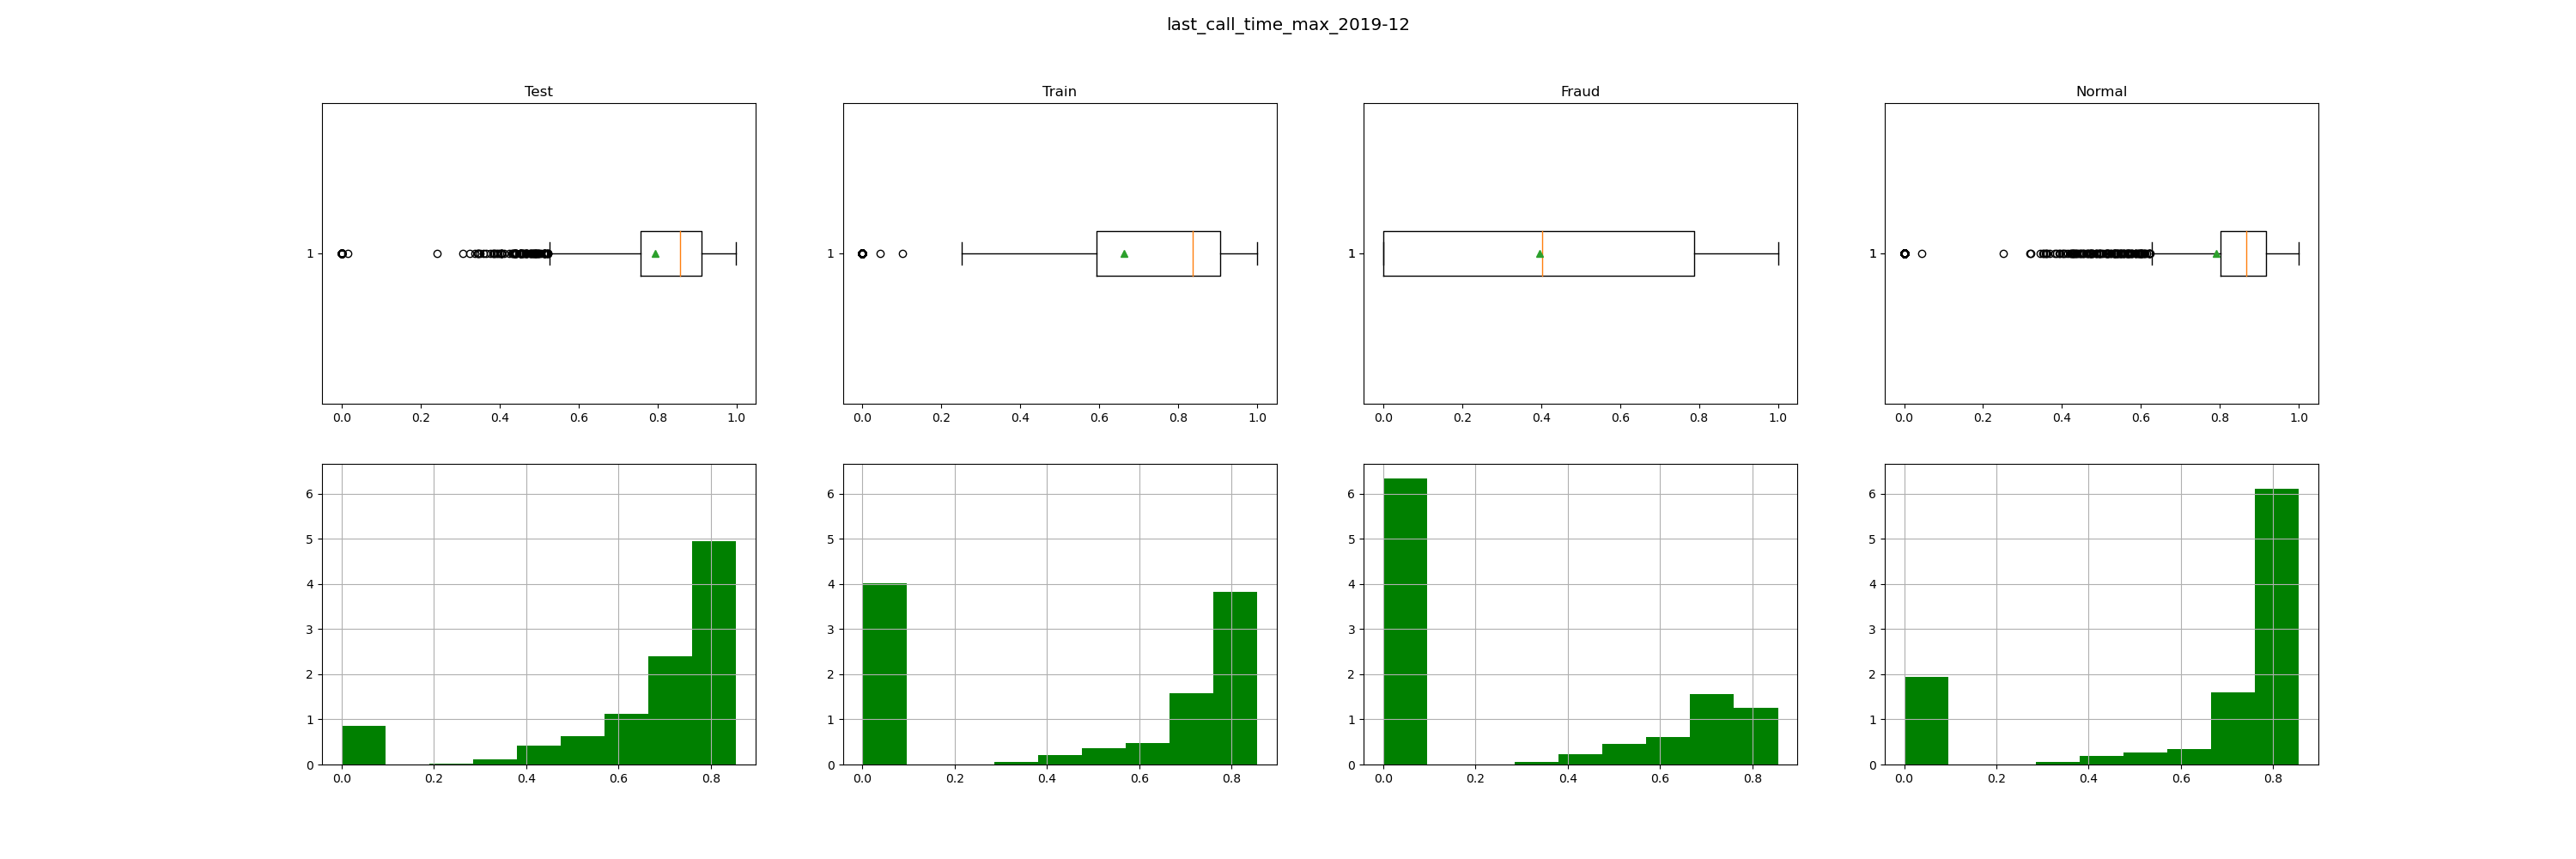 last_call_time_max_2019-12
Test Train Fraud Normal
1 1 1 1
0.0 0.2 0.4 0.6 0.8 1.0 0.0 0.2 0.4 0.6 0.8 1.0 0.0 0.2 0.4 0.6 0.8 1.0 0.0 0.2 0.4 0.6 0.8 1.0
6 6 6 6
5 5 5 5
4 4 4 4
3 3 3 3
2 2 2 2
1 1 1 1
0 0 0 0
0.0 0.2 0.4 0.6 0.8 0.0 0.2 0.4 0.6 0.8 0.0 0.2 0.4 0.6 0.8 0.0 0.2 0.4 0.6 0.8